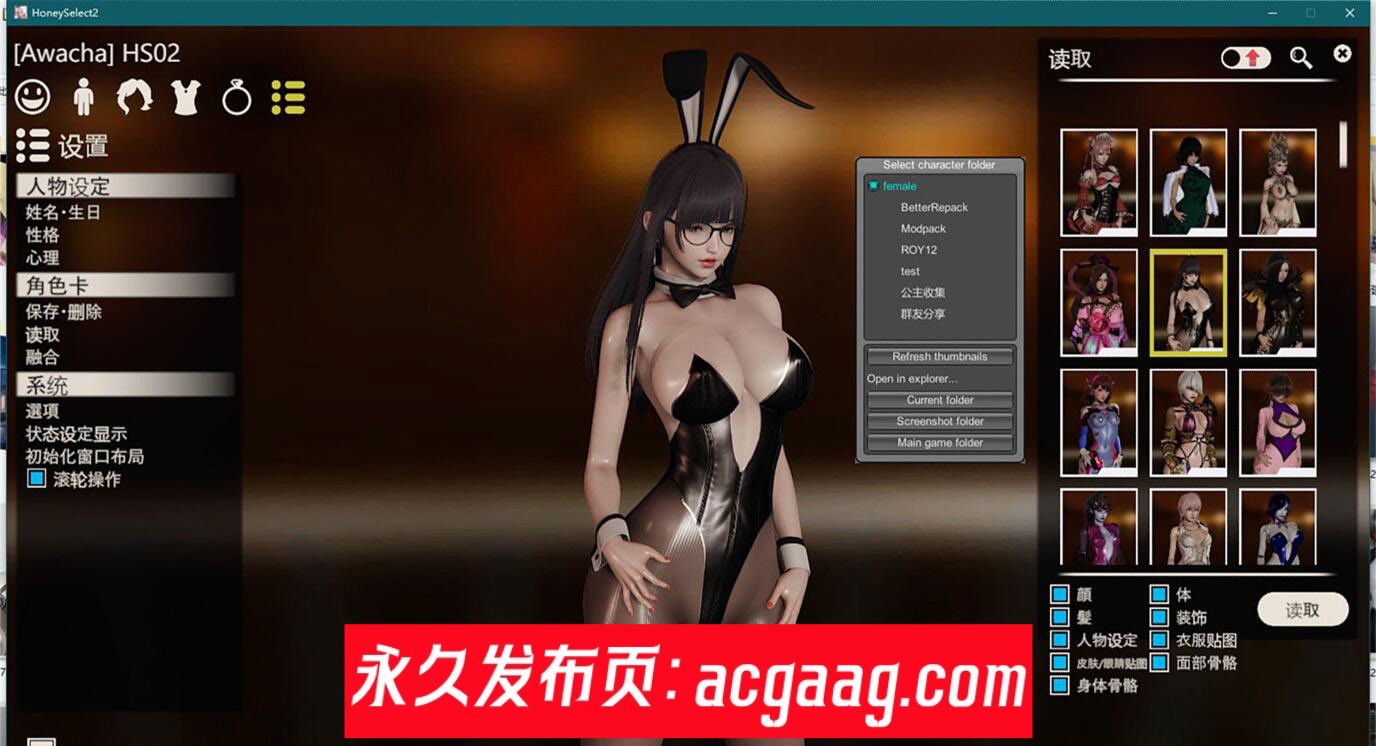 HoneySelect2
[Awacha] HS02
设置
人物设定
姓名·生日
性格
心理
角色卡
保存·删除
读取
融合
系统
選項
状态设定显示
初始化窗口布局
滚轮操作
Select character folder
female
BetterRepack
Modpack
ROY12
test
公主收集
群友分享
Refresh thumbnails
Open in explorer...
Current folder
Screenshot folder
Main game folder
读取
顔
体
髪
装饰
人物设定
衣服贴图
皮肤/眼睛贴图
面部骨骼
身体骨骼
读取
永久发布页：acgaag.com